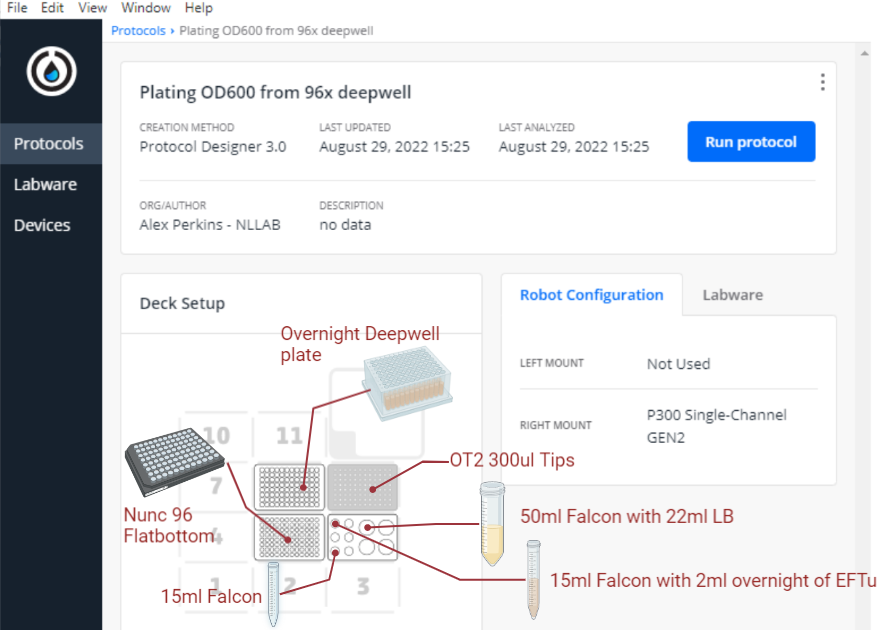 File Edit View Window Help
Protocols › Plating OD600 from 96x deepwell
Plating OD600 from 96x deepwell
CREATION METHOD LAST UPDATED LAST ANALYZED
Protocol Designer 3.0 August 29, 2022 15:25 August 29, 2022 15:25
Run protocol
ORG/AUTHOR DESCRIPTION
Alex Perkins - NLLAB no data
Protocols
Labware
Devices
Deck Setup
Robot Configuration Labware
LEFT MOUNT Not Used
RIGHT MOUNT P300 Single-Channel
GEN2
Overnight Deepwell
plate
10 11
7
OT2 300ul Tips
Nunc 96
Flatbottom
4
50ml Falcon with 22ml LB
15ml Falcon with 2ml overnight of EFTu
15ml Falcon
1 2 3